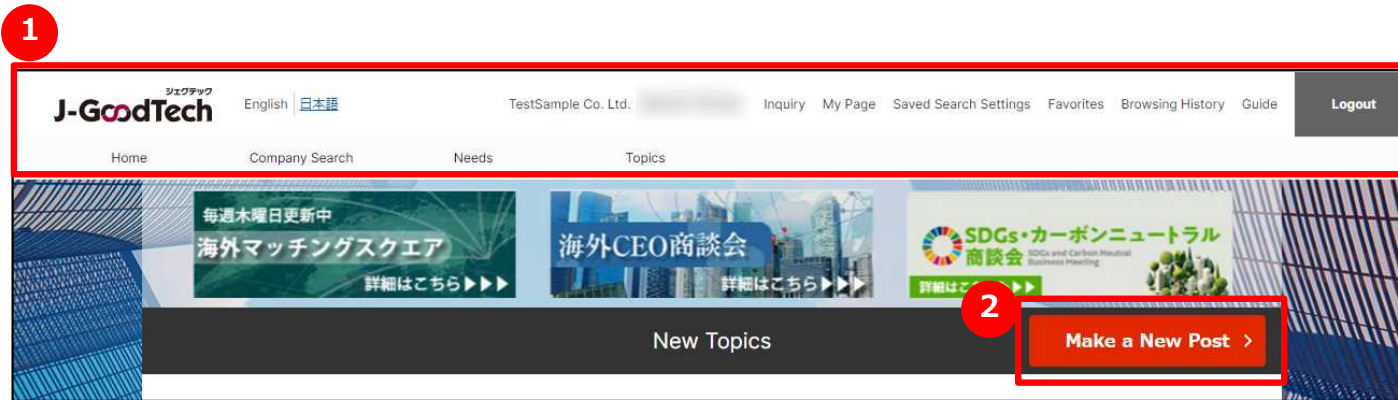 1
ジェグテック
J-GoodTech English 日本語 TestSample Co. Ltd. Inquiry My Page Saved Search Settings Favorites Browsing History Guide Logout
Home Company Search Needs Topics
毎週木曜日更新中
海外マッチングスクエア
詳細はこちら▶▶▶
海外CEO商談会
詳細はこちら▶▶▶
SDGs・カーボンニュートラル
商談会 SDGs and Carbon Neutral
Business Meeting
詳細は
2
New Topics Make a New Post >